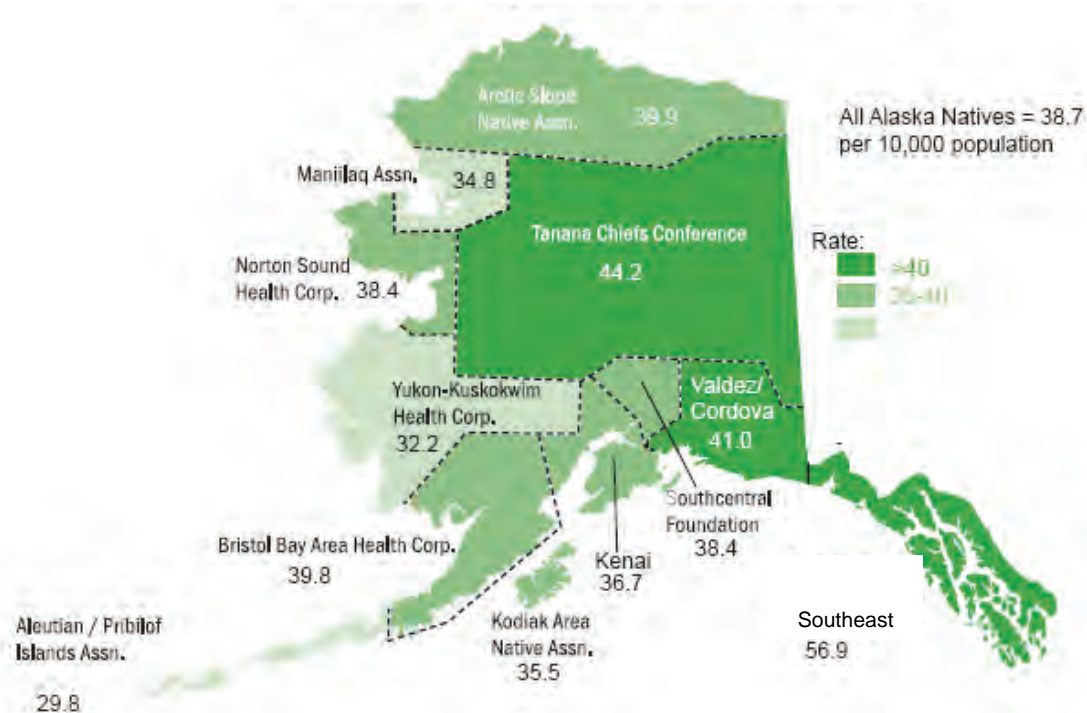 Arctic Slope
Native Assn.
39.9
All Alaska Natives = 38.7
per 10,000 population
Maniilaq Assn.
34.8
Tanana Chiefs Conference
44.2
Rate:
>40
35-40
Norton Sound
Health Corp. 38.4
Yukon-Kuskokwim
Health Corp.
32.2
Valdez/
Cordova
41.0
Southcentral
Foundation
38.4
Bristol Bay Area Health Corp.
39.8
Kenai
36.7
Kodiak Area
Native Assn.
35.5
Southeast
56.9
Aleutian / Pribilof
Islands Assn.
29.8